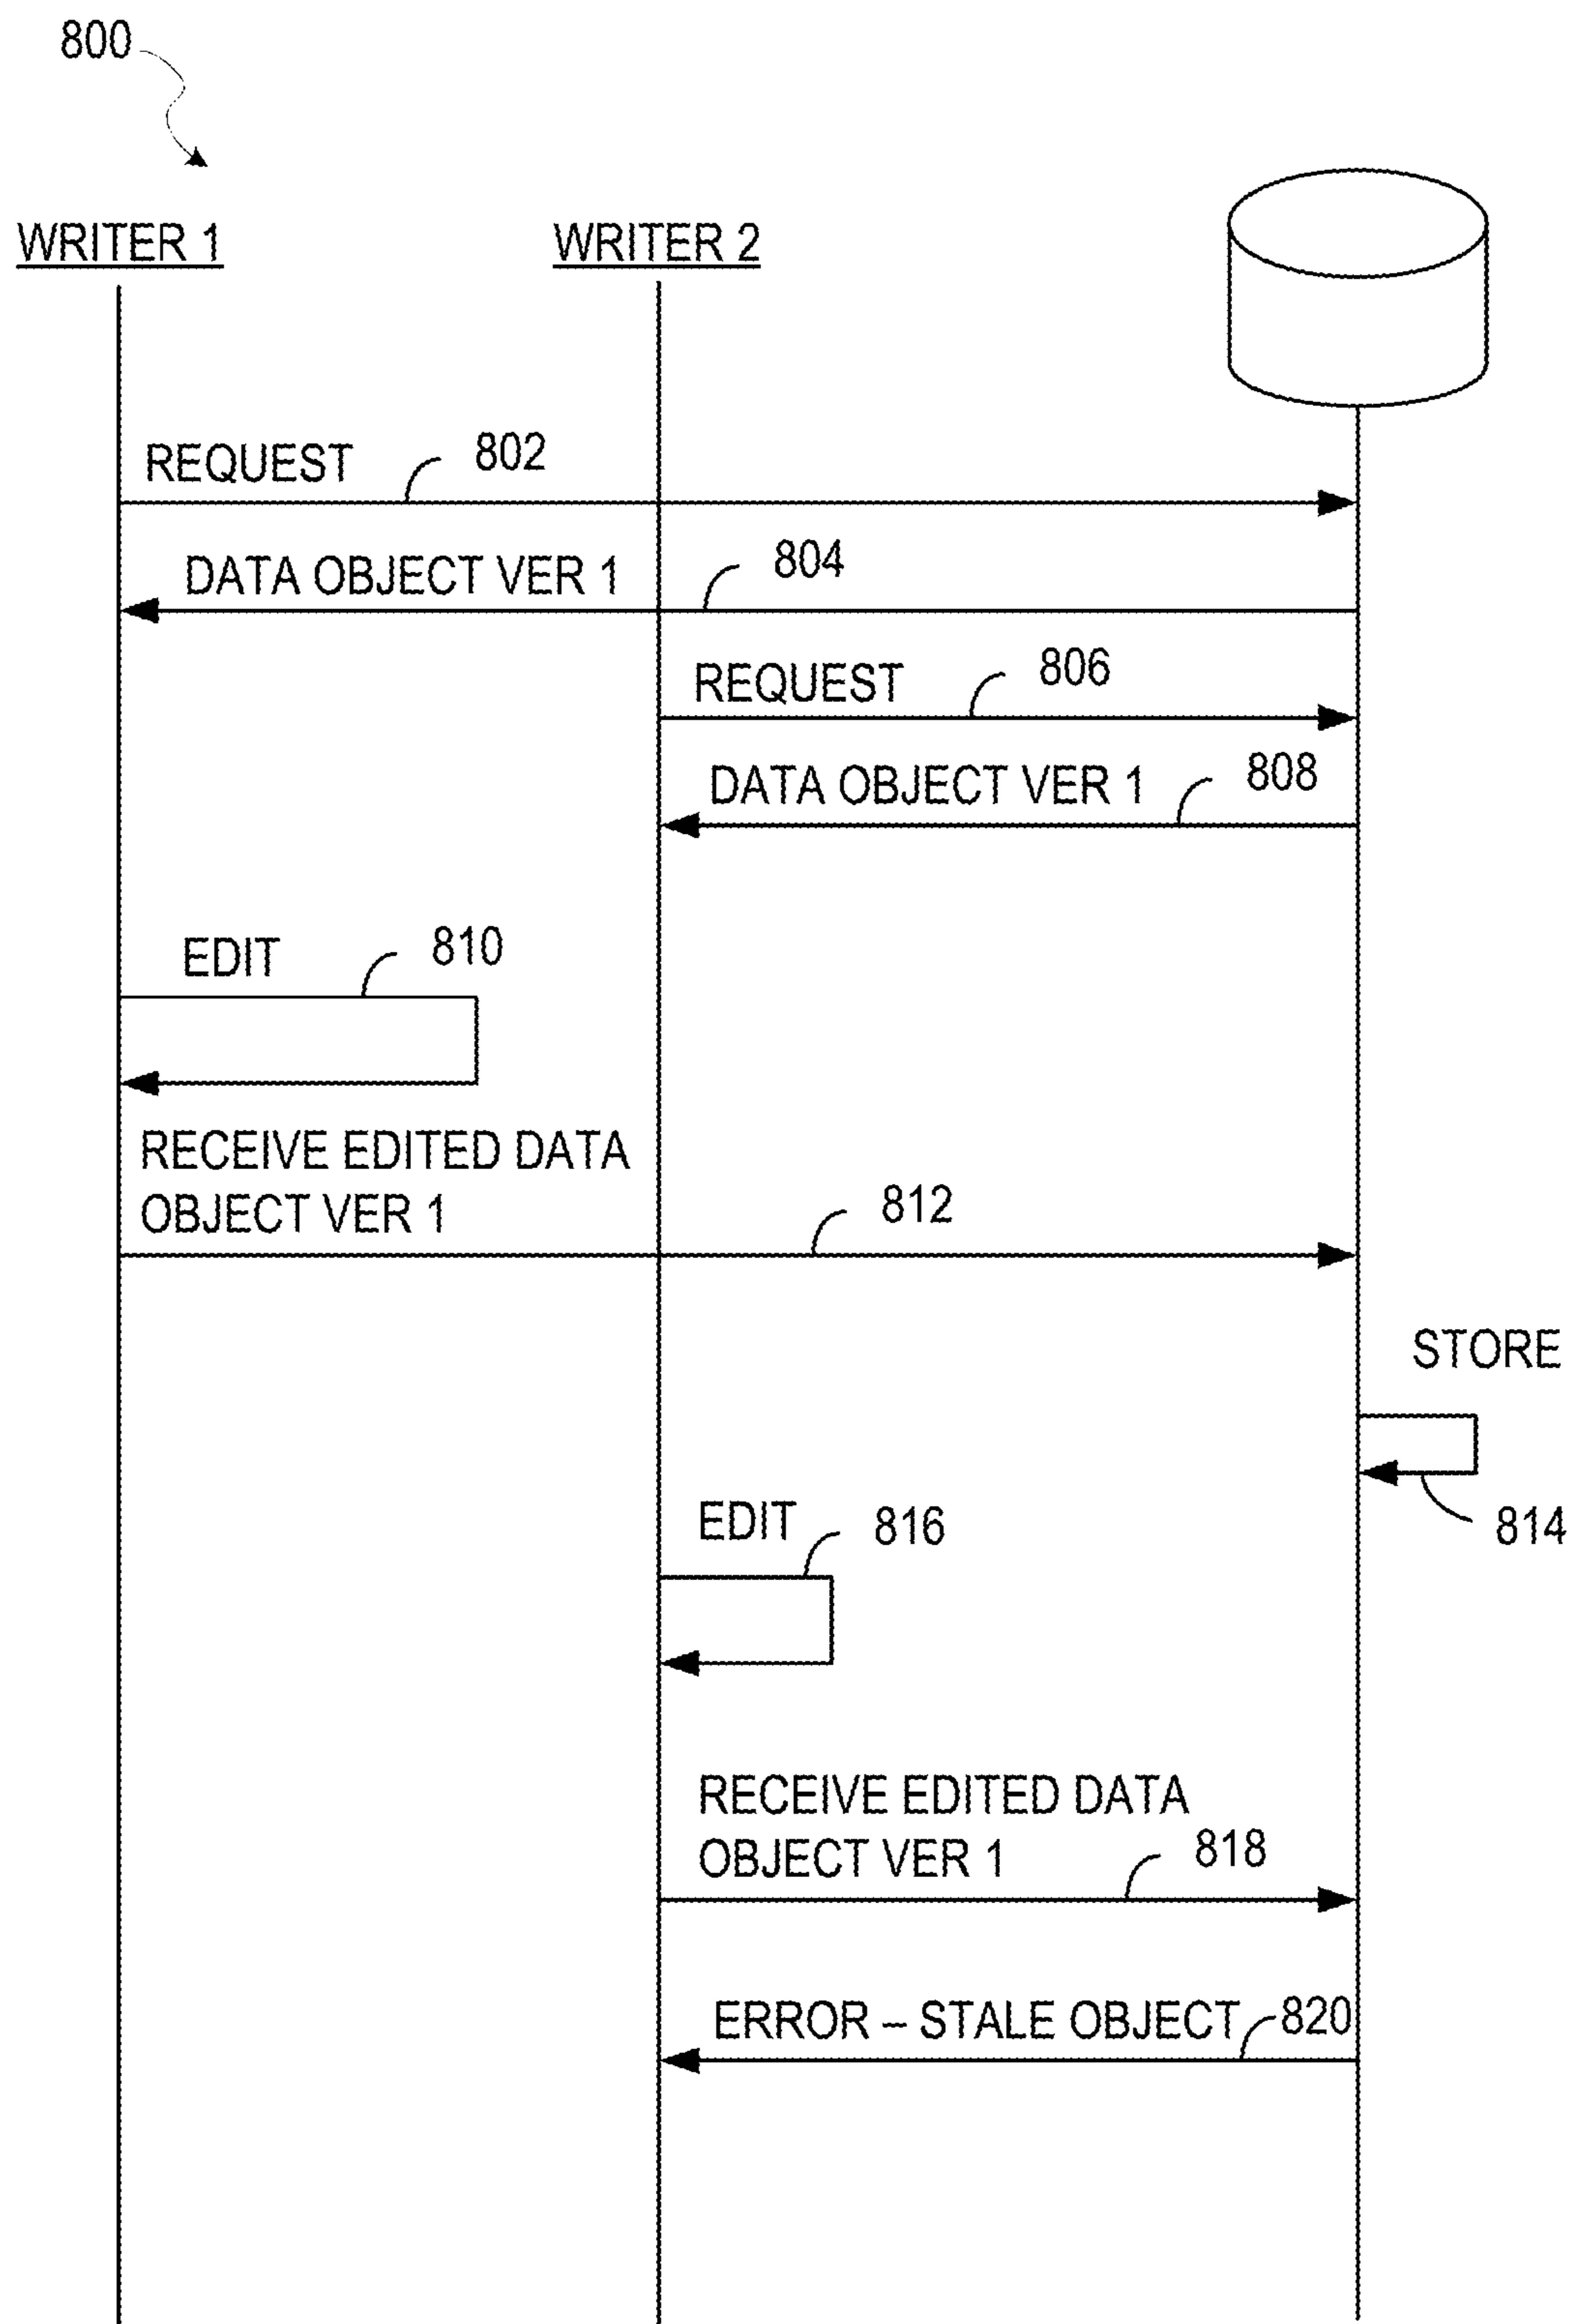 800
WRITER 1
WRITER 2
REQUEST
802
DATA OBJECT VER 1
804
REQUEST
806
DATA OBJECT VER 1
808
EDIT
810
RECEIVE EDITED DATA
OBJECT VER 1
812
STORE
814
EDIT
816
RECEIVE EDITED DATA
OBJECT VER 1
818
ERROR – STALE OBJECT
820